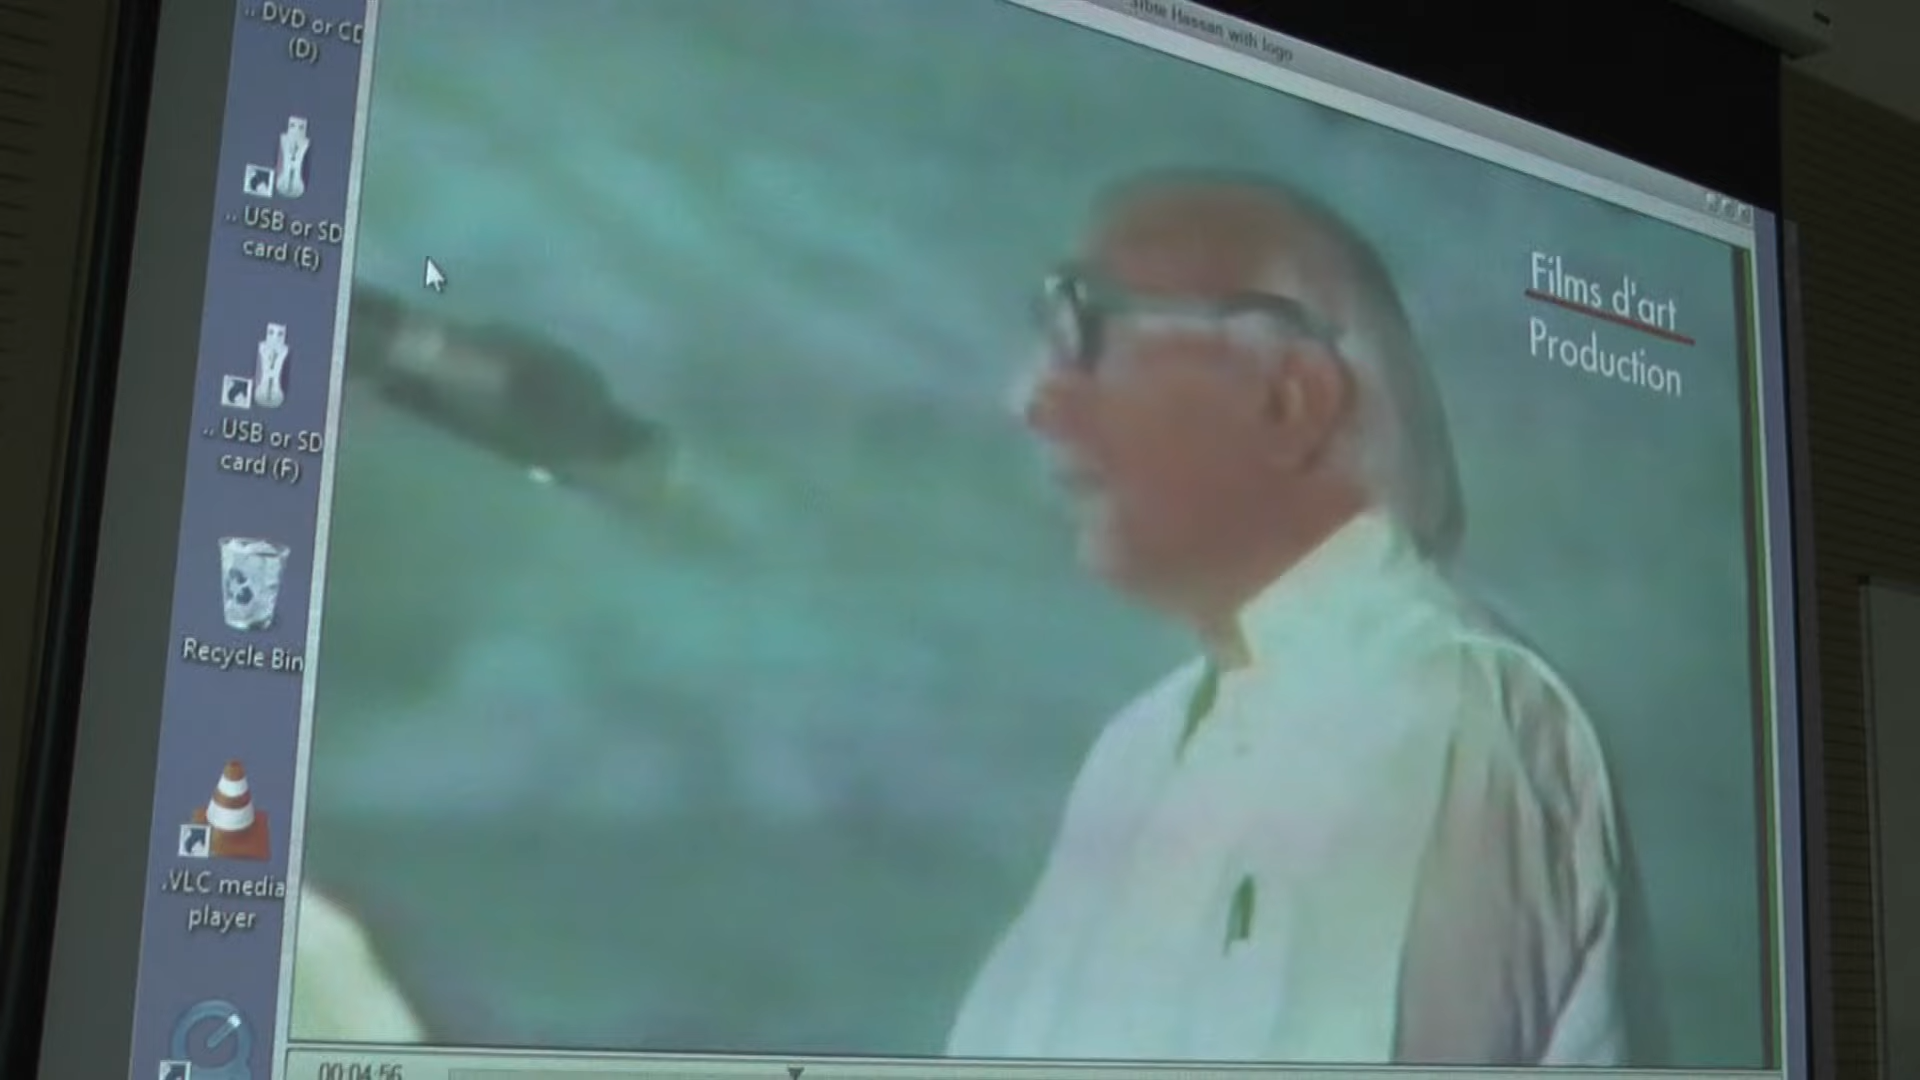 .. DVD or CD
(D)
Hassan with logo
.. USB or SD
card (E)
Films d'art
Production
.. USB or SD
card (F)
Recycle Bin
.VLC media
player
00:04:56